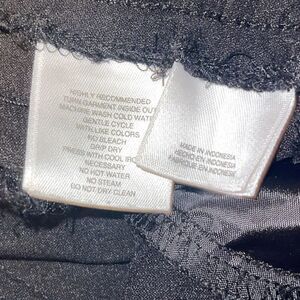 HIGHLY RECOMMENDED
TURN GARMENT INSIDE OUT
MACHINE WASH COLD WATER
GENTLE CYCLE
WITH LIKE COLORS
NO BLEACH
DRIP DRY
PRESS WITH COOL IRON
NECESSARY
NO HOT WATER
NO STEAM
DO NOT DRY CLEAN
MADE IN INDONESIA
HECHO EN INDONESIA
FABRIQUE EN INDONESIA